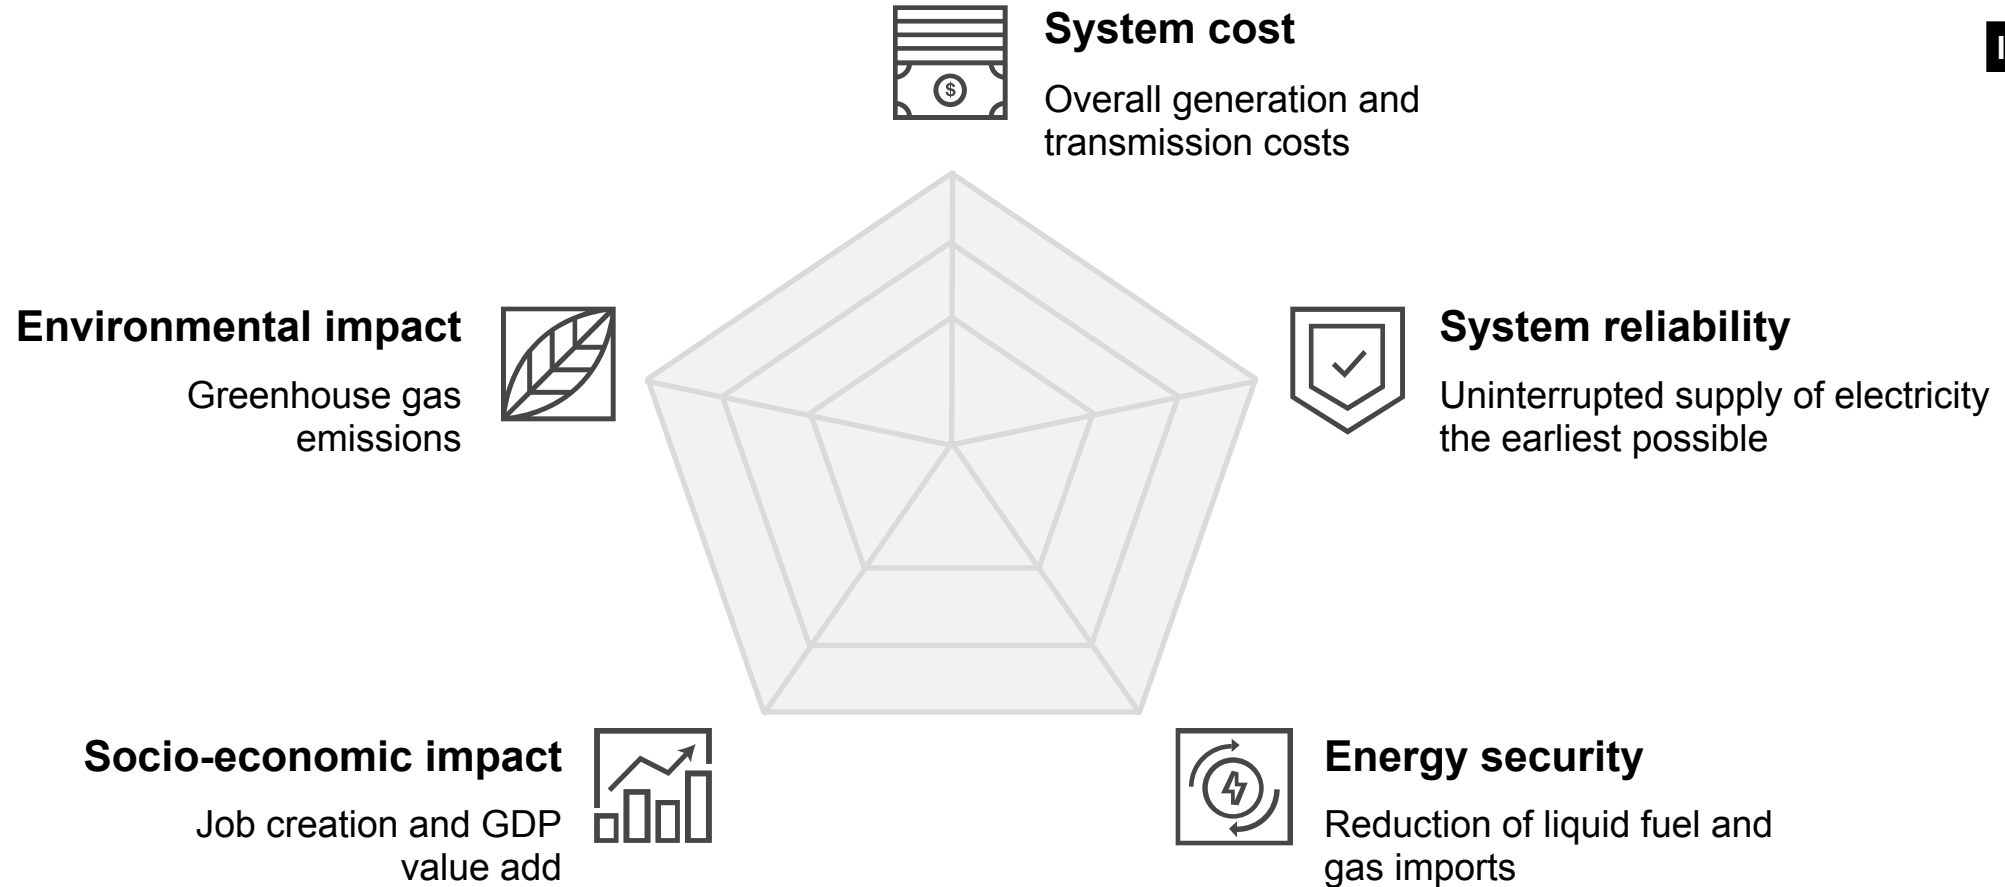 System cost
Overall generation and
transmission costs
Environmental impact
Greenhouse gas
emissions
System reliability
Uninterrupted supply of electricity
the earliest possible
Socio-economic impact
Job creation and GDP
value add
Energy security
Reduction of liquid fuel and
gas imports